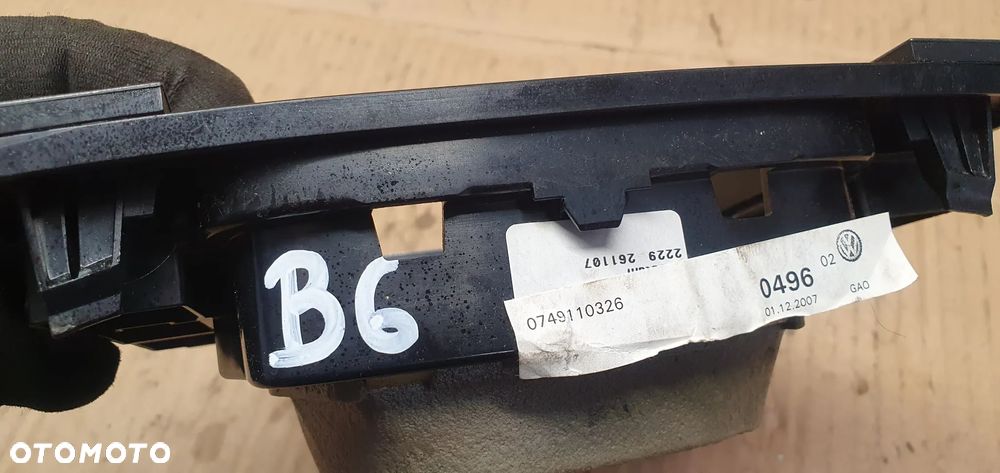 B6
2229 261107
0749110326
0496 02
01.12.2007 GAO
OTOMOTO